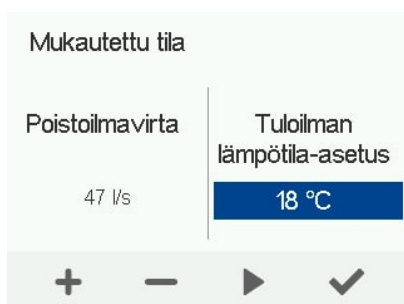 Mukautettu tila
Poistoilmavirta
47 l/s
Tuloilman
lämpötila-asetus
18 °C